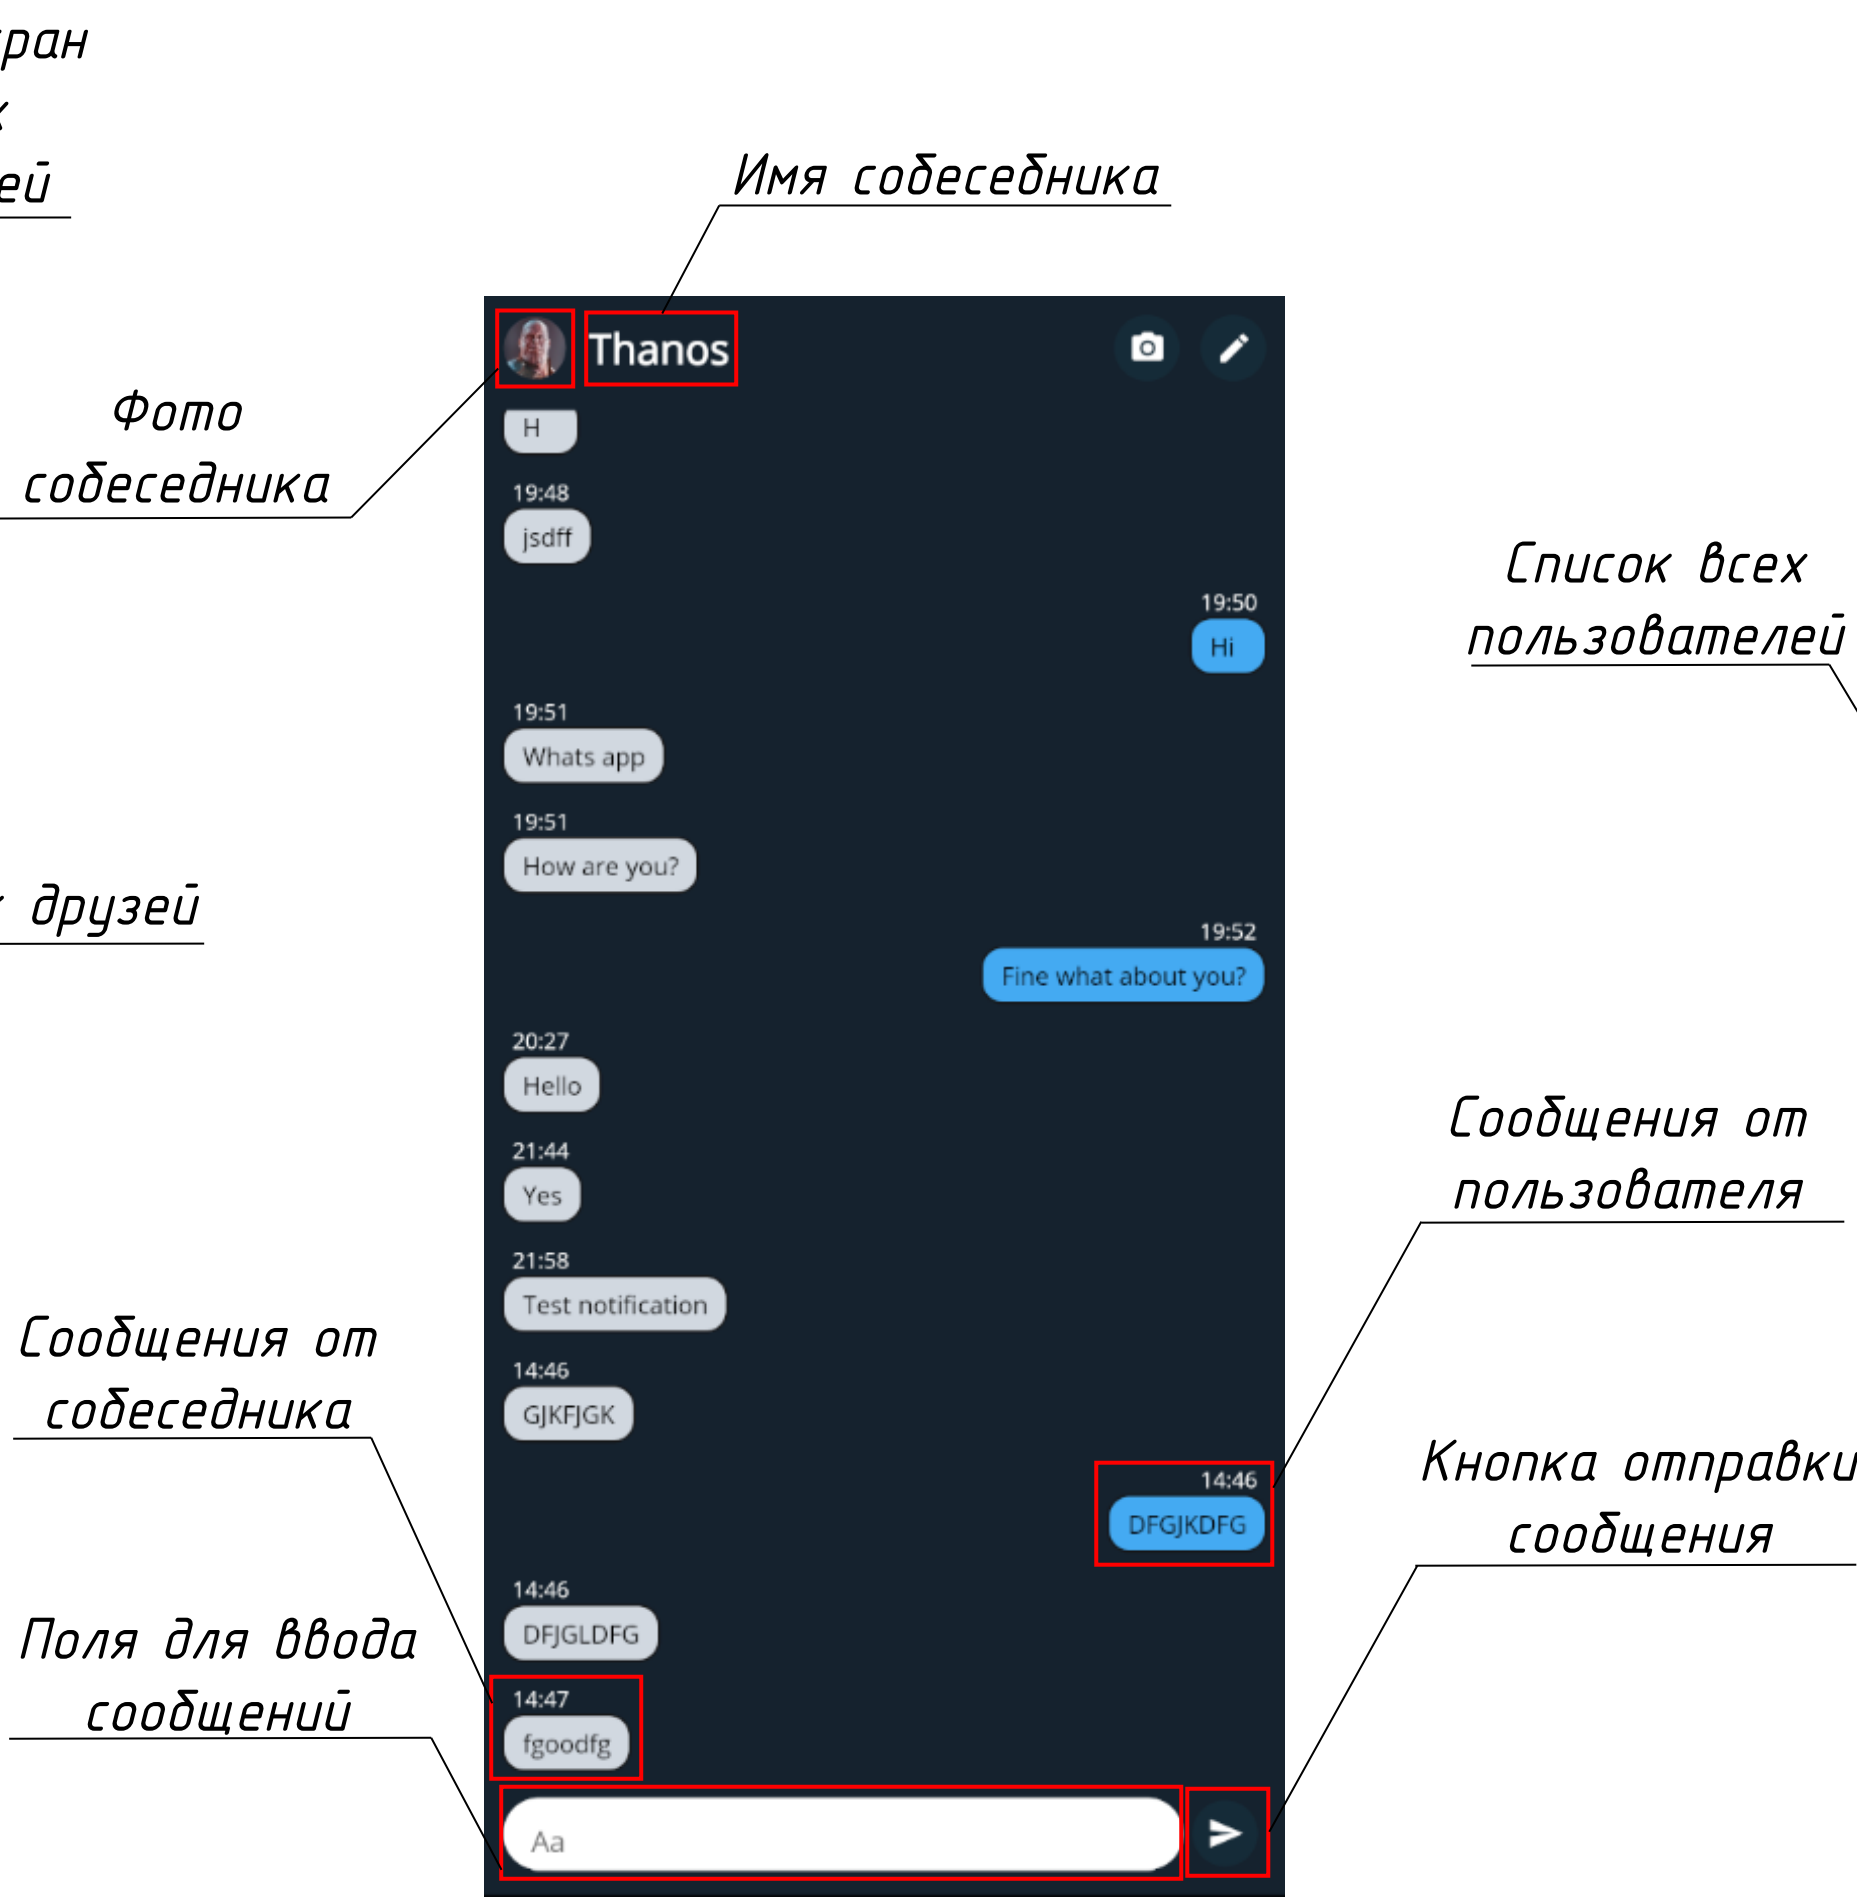 ран
ей
Имя собесебника
Thanos
Фото
собеседника
H
19:48
jsdff
Список всех
пользователей
19:50
Hi
19:51
Whats app
19:51
How are you?
друзей
19:52
Fine what about you?
20:27
Hello
Сообщения от
пользователя
21:44
Yes
21:58
Test notification
Сообщения от
собеседника
14:46
GJKFJGK
Кнопка отправки
сообщения
14:46
DFGJKDFG
14:46
DFJGLDFG
Поля для ввода
сообщений
14:47
fgoodfg
Aa